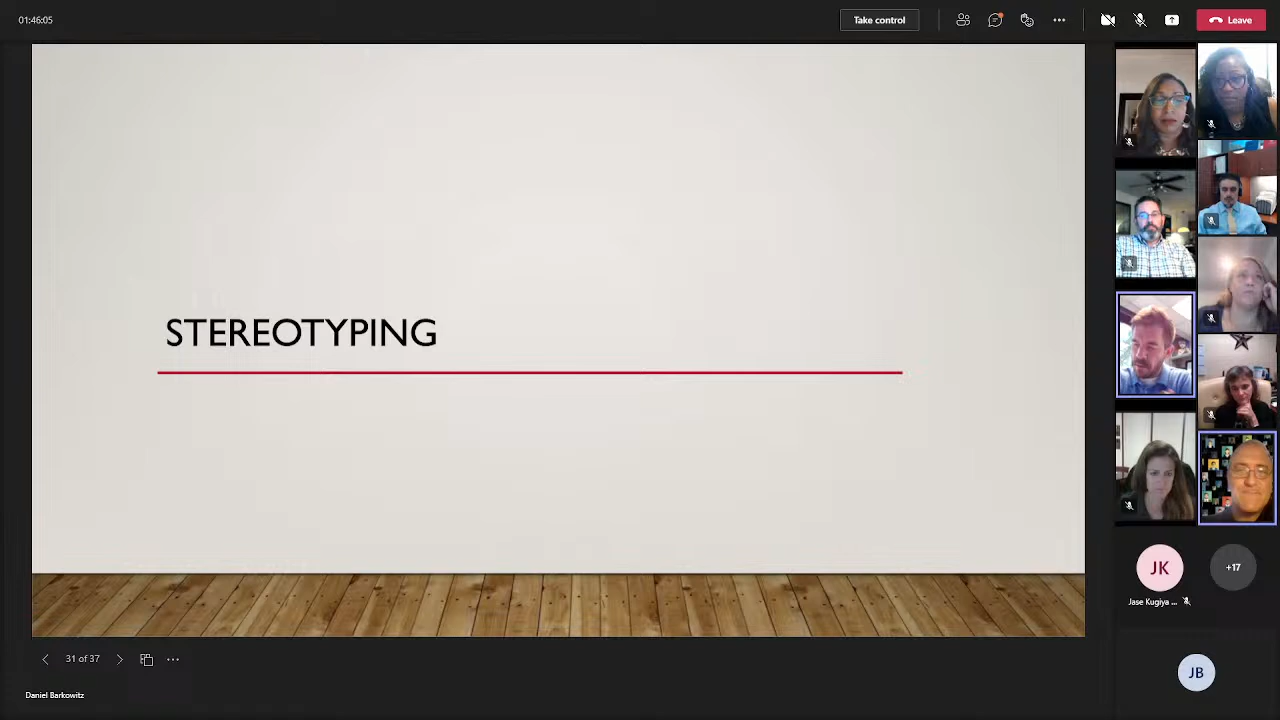 01:46:05
Take control
Leave
STEREOTYPING
JK
+17
Jase Kugiya ...
JB
31 of 37
Daniel Barkowitz